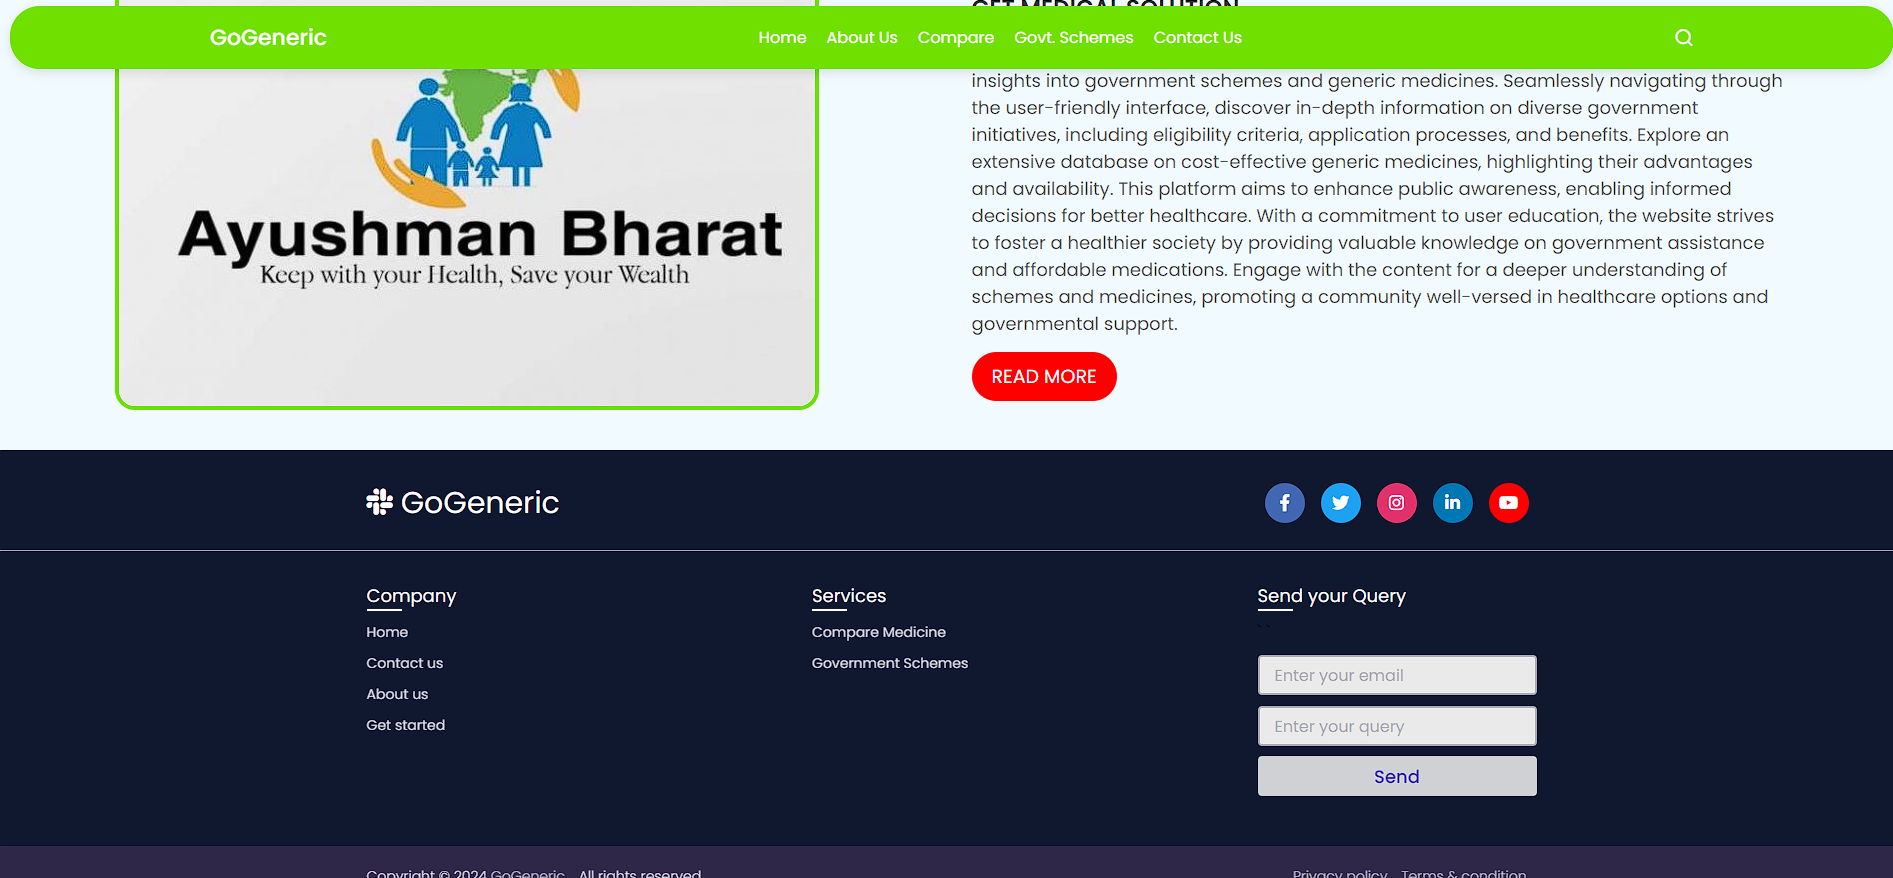 GET MEDICAL SOLUTION
GoGeneric
Home
About Us
Compare
Govt. Schemes
Contact Us
insights into government schemes and generic medicines. Seamlessly navigating through
the user-friendly interface, discover in-depth information on diverse government
initiatives, including eligibility criteria, application processes, and benefits. Explore an
extensive database on cost-effective generic medicines, highlighting their advantages
and availability. This platform aims to enhance public awareness, enabling informed
decisions for better healthcare. With a commitment to user education, the website strives
to foster a healthier society by providing valuable knowledge on government assistance
and affordable medications. Engage with the content for a deeper understanding of
schemes and medicines, promoting a community well-versed in healthcare options and
governmental support.
READ MORE
Ayushman Bharat
Keep with your Health, Save your Wealth
GoGeneric
Company
Home
Contact us
About us
Get started
Services
Compare Medicine
Government Schemes
Send your Query
Enter your email
Enter your query
Send
Copyright © 2024 GoGeneric All rights reserved
Privacy policy Terms & condition